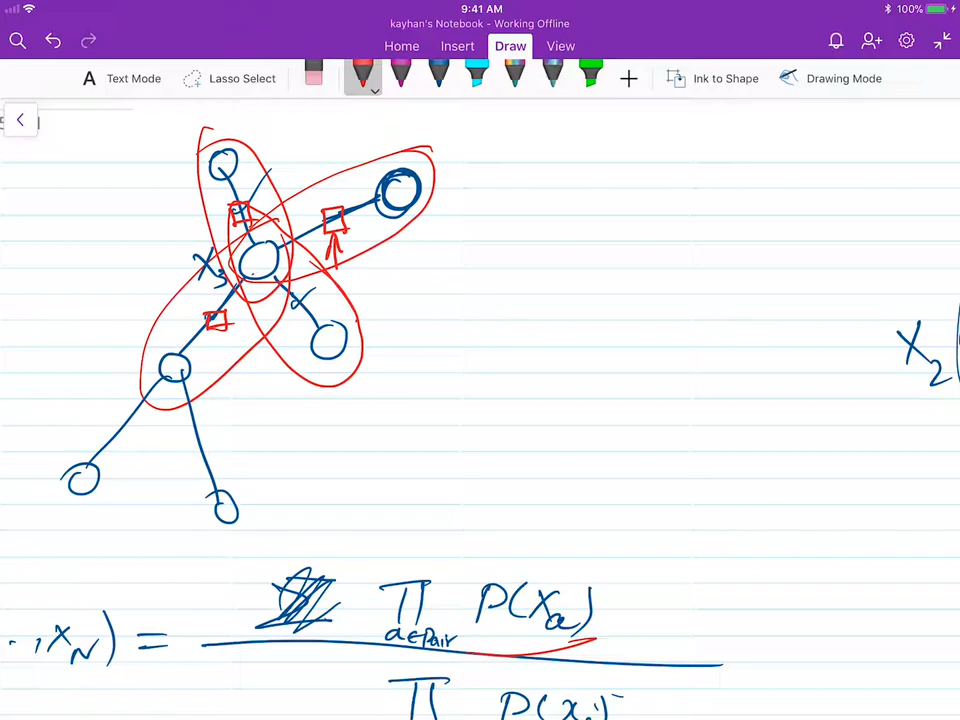 9:41 AM
100%
kayhan's Notebook - Working Offline
Home Insert Draw View
A Text Mode Lasso Select Ink to Shape Drawing Mode
X3
α
X2
.. , XN) = ∏ P(Xa)
a∈Pair
∏ P(xi)